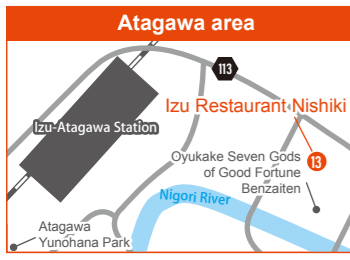 Atagawa area
113
Izu Restaurant Nishiki
Izu-Atagawa Station
13
Oyukake Seven Gods
of Good Fortune
Benzaiten
Nigori River
Atagawa
Yunohana Park